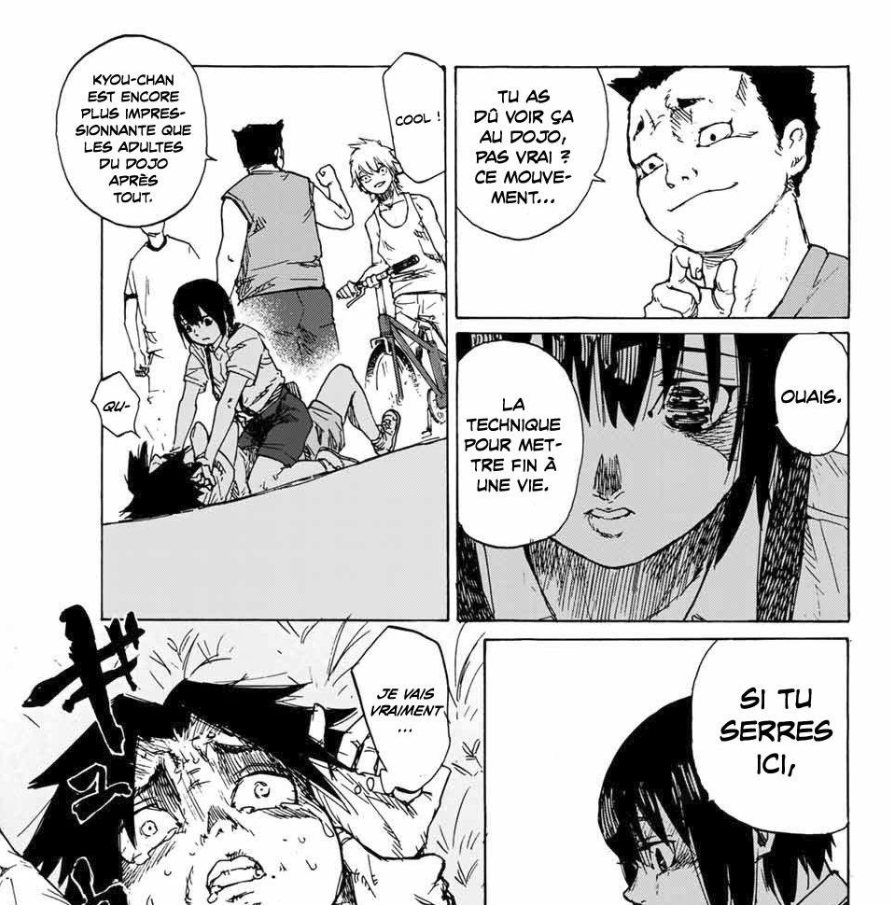 TU AS
DÛ VOIR ÇA
AU DOJO,
PAS VRAI ?
CE MOUVE-
MENT...
OUAIS.
LA
TECHNIQUE
POUR MET-
TRE FIN À
UNE VIE.
COOL !
KYOU-CHAN
EST ENCORE
PLUS IMPRES-
SIONNANTE QUE
LES ADULTES
DU DOJO
APRÈS
TOUT.
QU-
SI TU
SERRES
ICI,
JE VAIS
VRAIMENT
...
ギュ